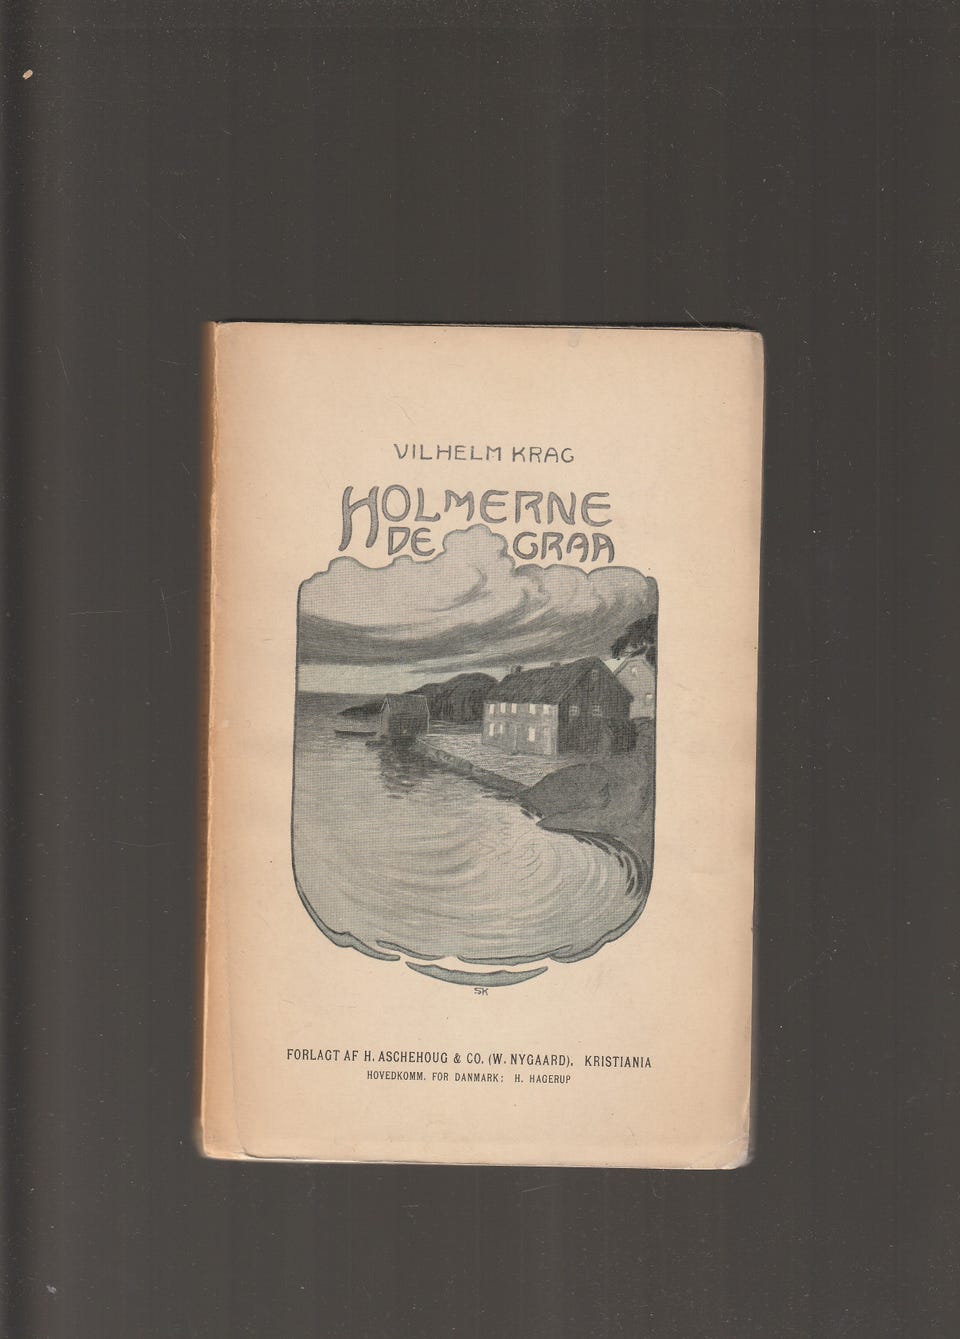 VILHELM KRAG
HOLMERNE
DE GRAA
SK
FORLAGT AF H. ASCHEHOUG & CO. (W. NYGAARD). KRISTIANIA
HOVEDKOMM. FOR DANMARK: H. HAGERUP